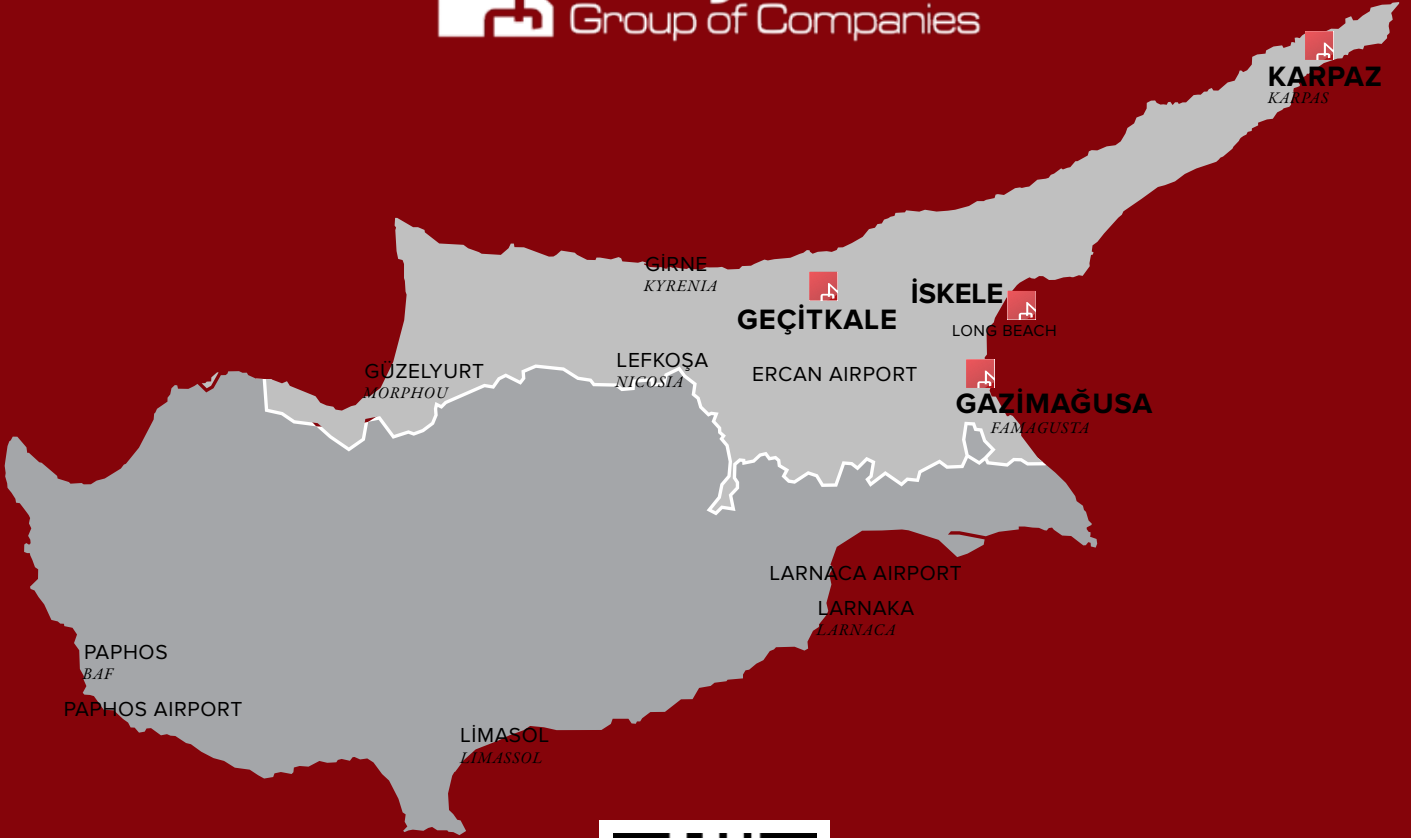 Group of Companies
KARPAZ
KARPAS
GİRNE
KYRENIA
GEÇİTKALE
İSKELE
LONG BEACH
GÜZELYURT
MORPHOU
LEFKOŞA
NICOSIA
ERCAN AIRPORT
GAZİMAĞUSA
FAMAGUSTA
LARNACA AIRPORT
LARNAKA
LARNACA
PAPHOS
BAF
PAPHOS AIRPORT
LİMASOL
LIMASSOL